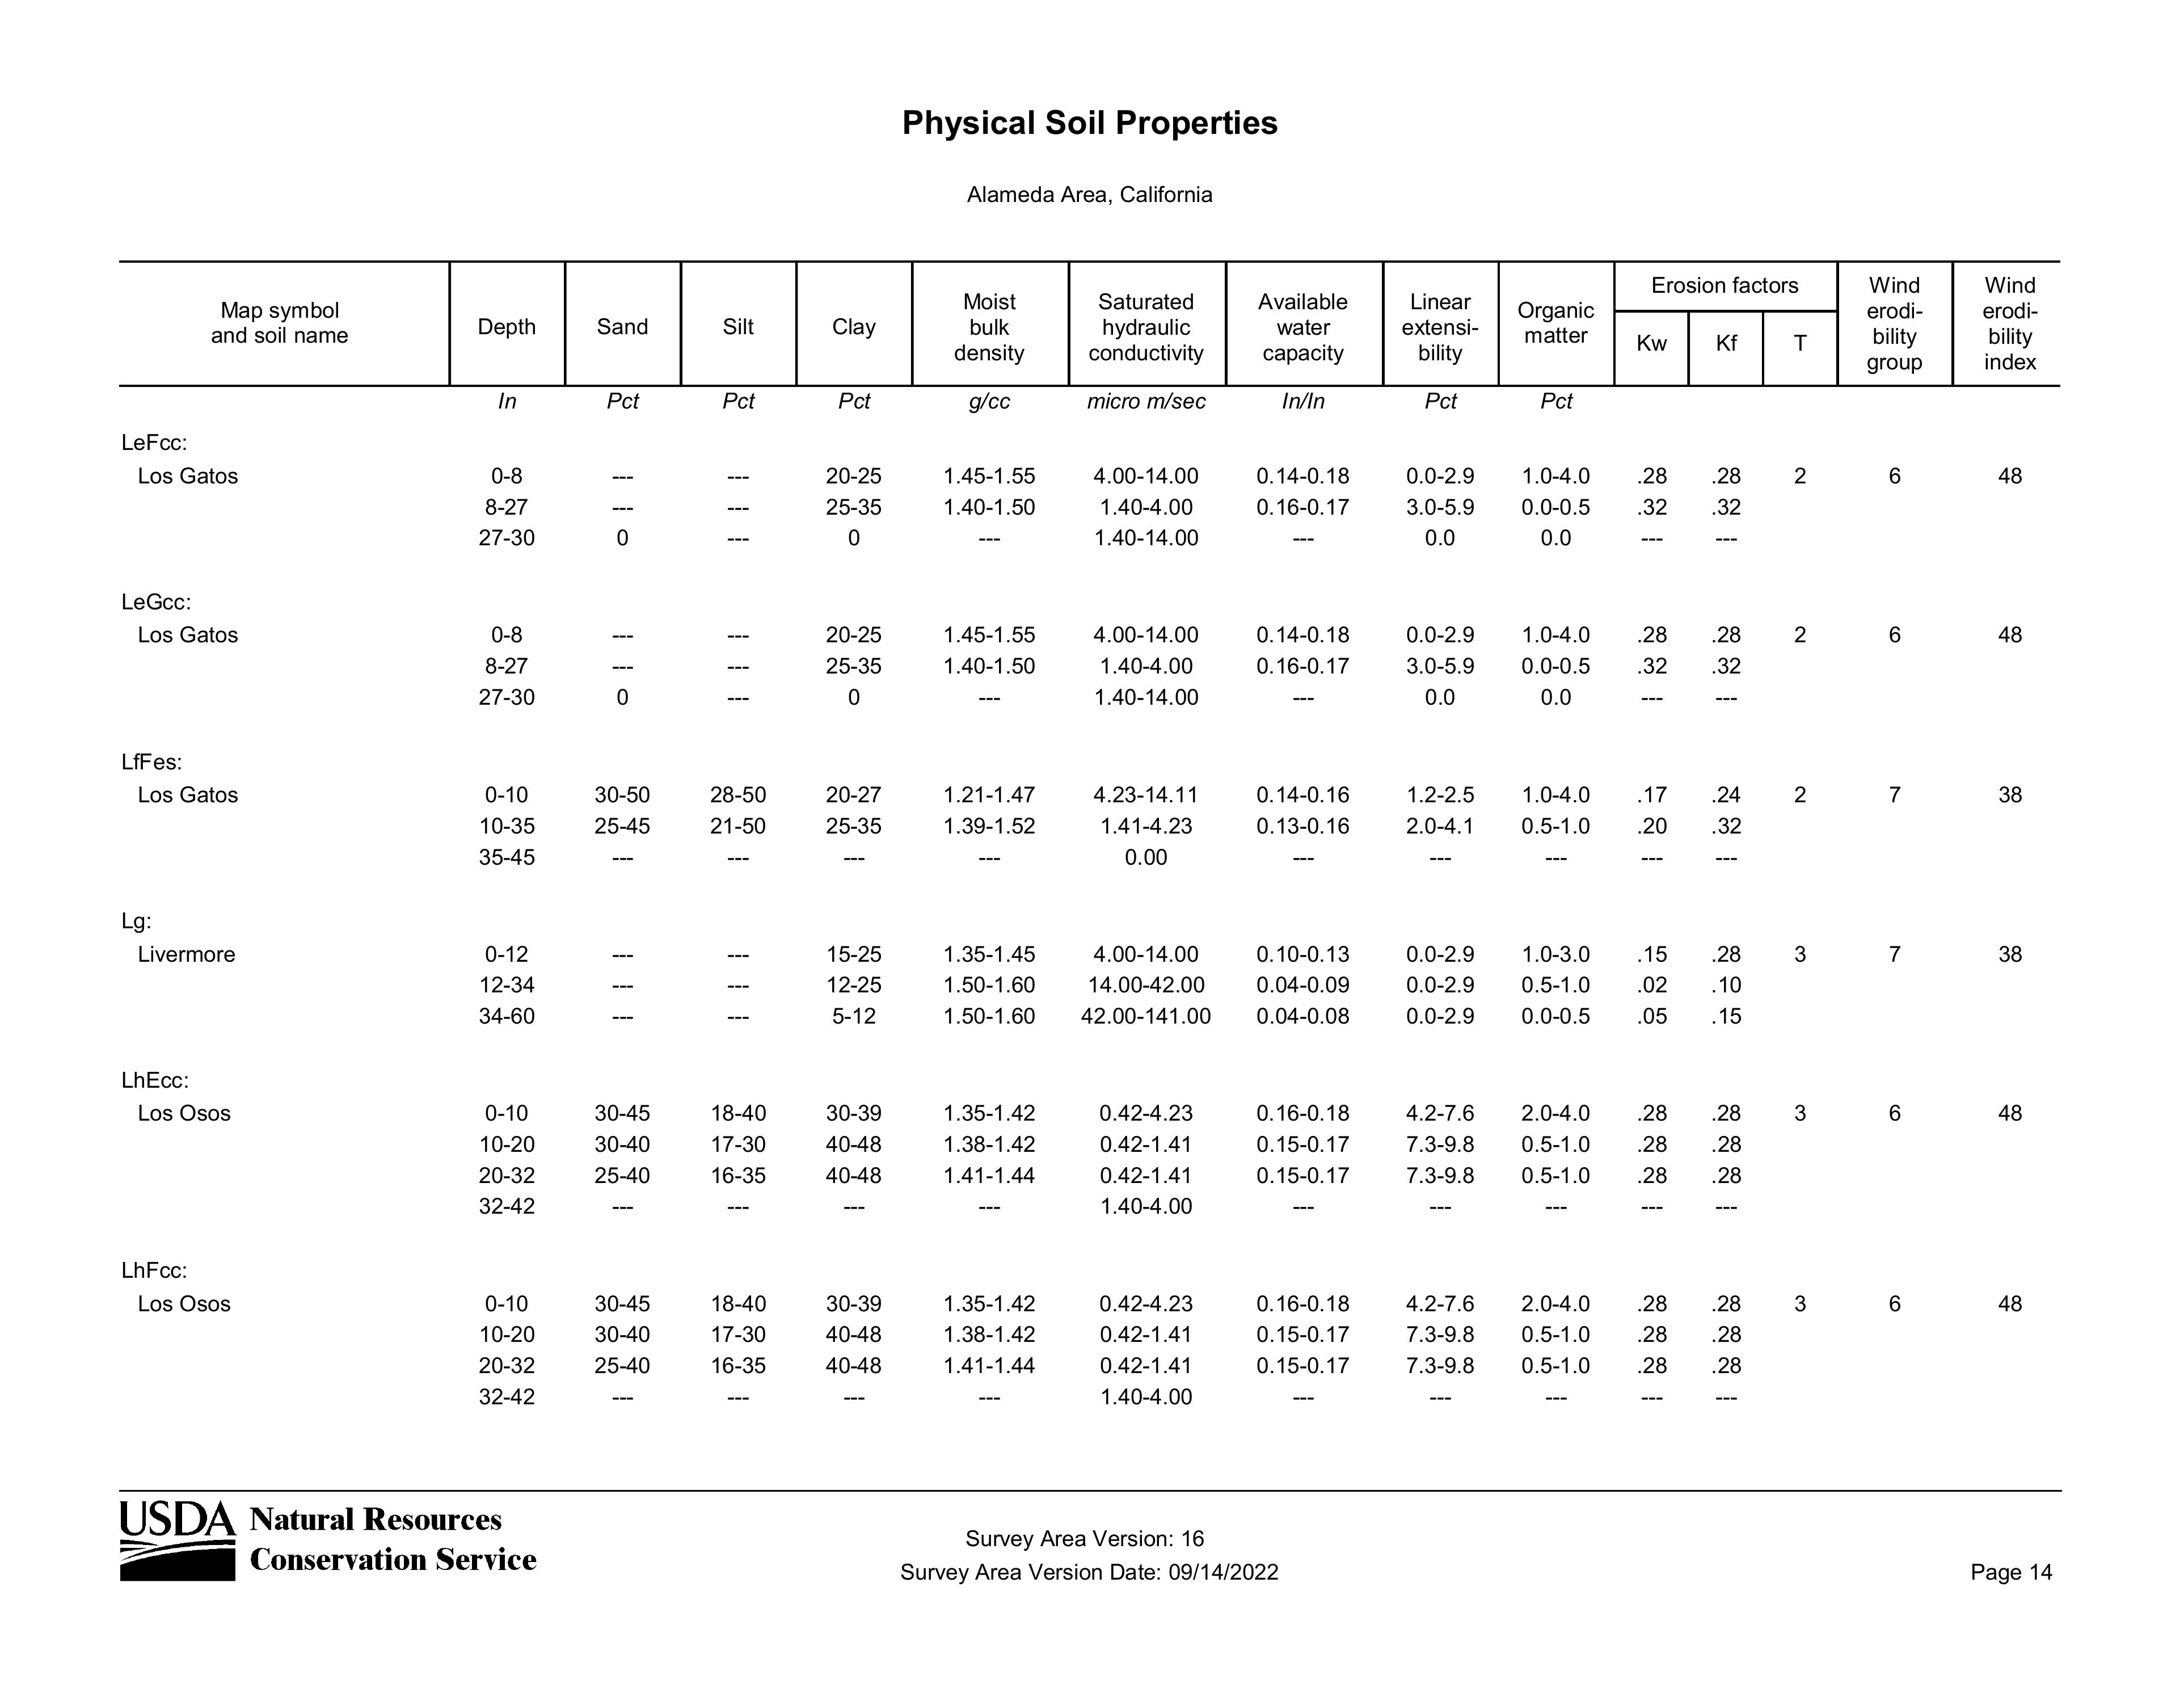 Physical Soil Properties
Alameda Area, California
Map symbol and soil name Depth Sand Silt Clay Moist bulk density Saturated hydraulic conductivity Available water capacity Linear extensi- bility Organic matter Erosion factors Kw Kf T Wind erodi- bility group Wind erodi- bility index
In Pct Pct Pct g/cc micro m/sec In/In Pct Pct
LeFcc:
Los Gatos 0-8 --- --- 20-25 1.45-1.55 4.00-14.00 0.14-0.18 0.0-2.9 1.0-4.0 .28 .28 2 6 48
8-27 --- --- 25-35 1.40-1.50 1.40-4.00 0.16-0.17 3.0-5.9 0.0-0.5 .32 .32
27-30 0 --- 0 --- 1.40-14.00 --- 0.0 0.0 --- ---
LeGcc:
Los Gatos 0-8 --- --- 20-25 1.45-1.55 4.00-14.00 0.14-0.18 0.0-2.9 1.0-4.0 .28 .28 2 6 48
8-27 --- --- 25-35 1.40-1.50 1.40-4.00 0.16-0.17 3.0-5.9 0.0-0.5 .32 .32
27-30 0 --- 0 --- 1.40-14.00 --- 0.0 0.0 --- ---
LfFes:
Los Gatos 0-10 30-50 28-50 20-27 1.21-1.47 4.23-14.11 0.14-0.16 1.2-2.5 1.0-4.0 .17 .24 2 7 38
10-35 25-45 21-50 25-35 1.39-1.52 1.41-4.23 0.13-0.16 2.0-4.1 0.5-1.0 .20 .32
35-45 --- --- --- --- 0.00 --- --- --- --- ---
Lg:
Livermore 0-12 --- --- 15-25 1.35-1.45 4.00-14.00 0.10-0.13 0.0-2.9 1.0-3.0 .15 .28 3 7 38
12-34 --- --- 12-25 1.50-1.60 14.00-42.00 0.04-0.09 0.0-2.9 0.5-1.0 .02 .10
34-60 --- --- 5-12 1.50-1.60 42.00-141.00 0.04-0.08 0.0-2.9 0.0-0.5 .05 .15
LhEcc:
Los Osos 0-10 30-45 18-40 30-39 1.35-1.42 0.42-4.23 0.16-0.18 4.2-7.6 2.0-4.0 .28 .28 3 6 48
10-20 30-40 17-30 40-48 1.38-1.42 0.42-1.41 0.15-0.17 7.3-9.8 0.5-1.0 .28 .28
20-32 25-40 16-35 40-48 1.41-1.44 0.42-1.41 0.15-0.17 7.3-9.8 0.5-1.0 .28 .28
32-42 --- --- --- --- 1.40-4.00 --- --- --- --- ---
LhFcc:
Los Osos 0-10 30-45 18-40 30-39 1.35-1.42 0.42-4.23 0.16-0.18 4.2-7.6 2.0-4.0 .28 .28 3 6 48
10-20 30-40 17-30 40-48 1.38-1.42 0.42-1.41 0.15-0.17 7.3-9.8 0.5-1.0 .28 .28
20-32 25-40 16-35 40-48 1.41-1.44 0.42-1.41 0.15-0.17 7.3-9.8 0.5-1.0 .28 .28
32-42 --- --- --- --- 1.40-4.00 --- --- --- --- ---
USDA Natural Resources
Conservation Service
Survey Area Version: 16
Survey Area Version Date: 09/14/2022
Page 14